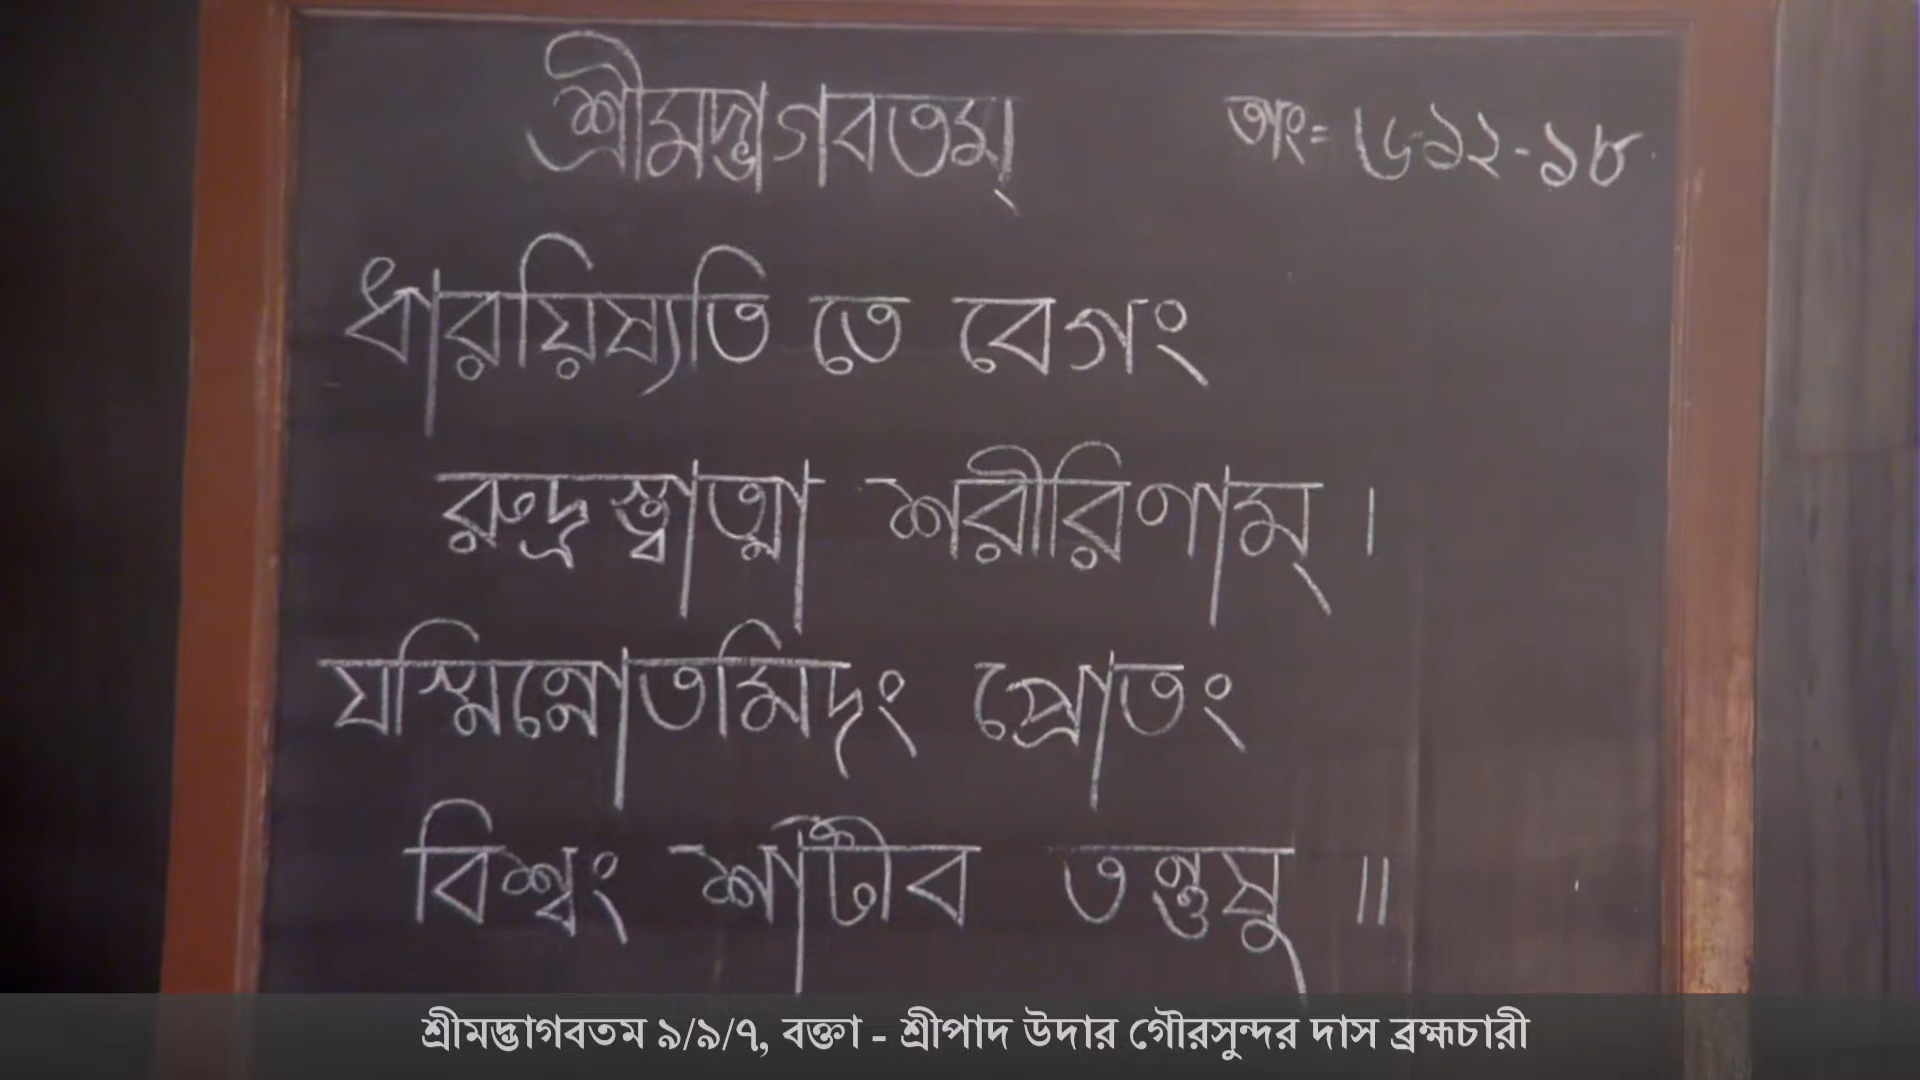 শ্রীমদ্ভাগবতম্ তাং= ৬-১২-১৮
ধারয়িষ্যতি তে বেগং
রুদ্রস্ত্বাত্মা শরীরিণাম্ ।
যস্মিন্নোতমিদং প্রোতং
বিশ্বং শাটীব তন্তুষু ॥
শ্রীমদ্ভাগবতম ৯/৯/৭, বক্তা - শ্রীপাদ উদার গৌরসুন্দর দাস ব্রহ্মচারী